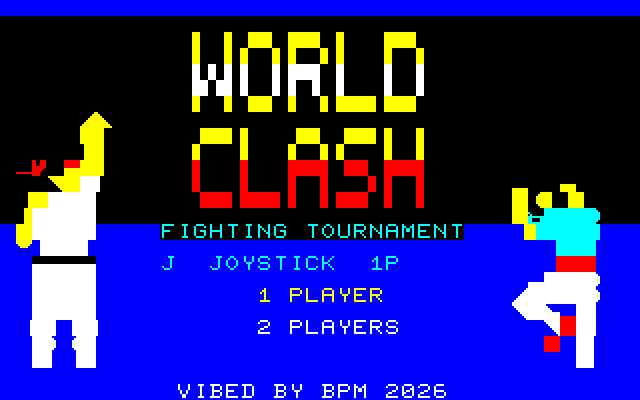 WORLD
CLASH
FIGHTING TOURNAMENT
J JOYSTICK 1P
1 PLAYER
2 PLAYERS
VIBED BY BPM 2026